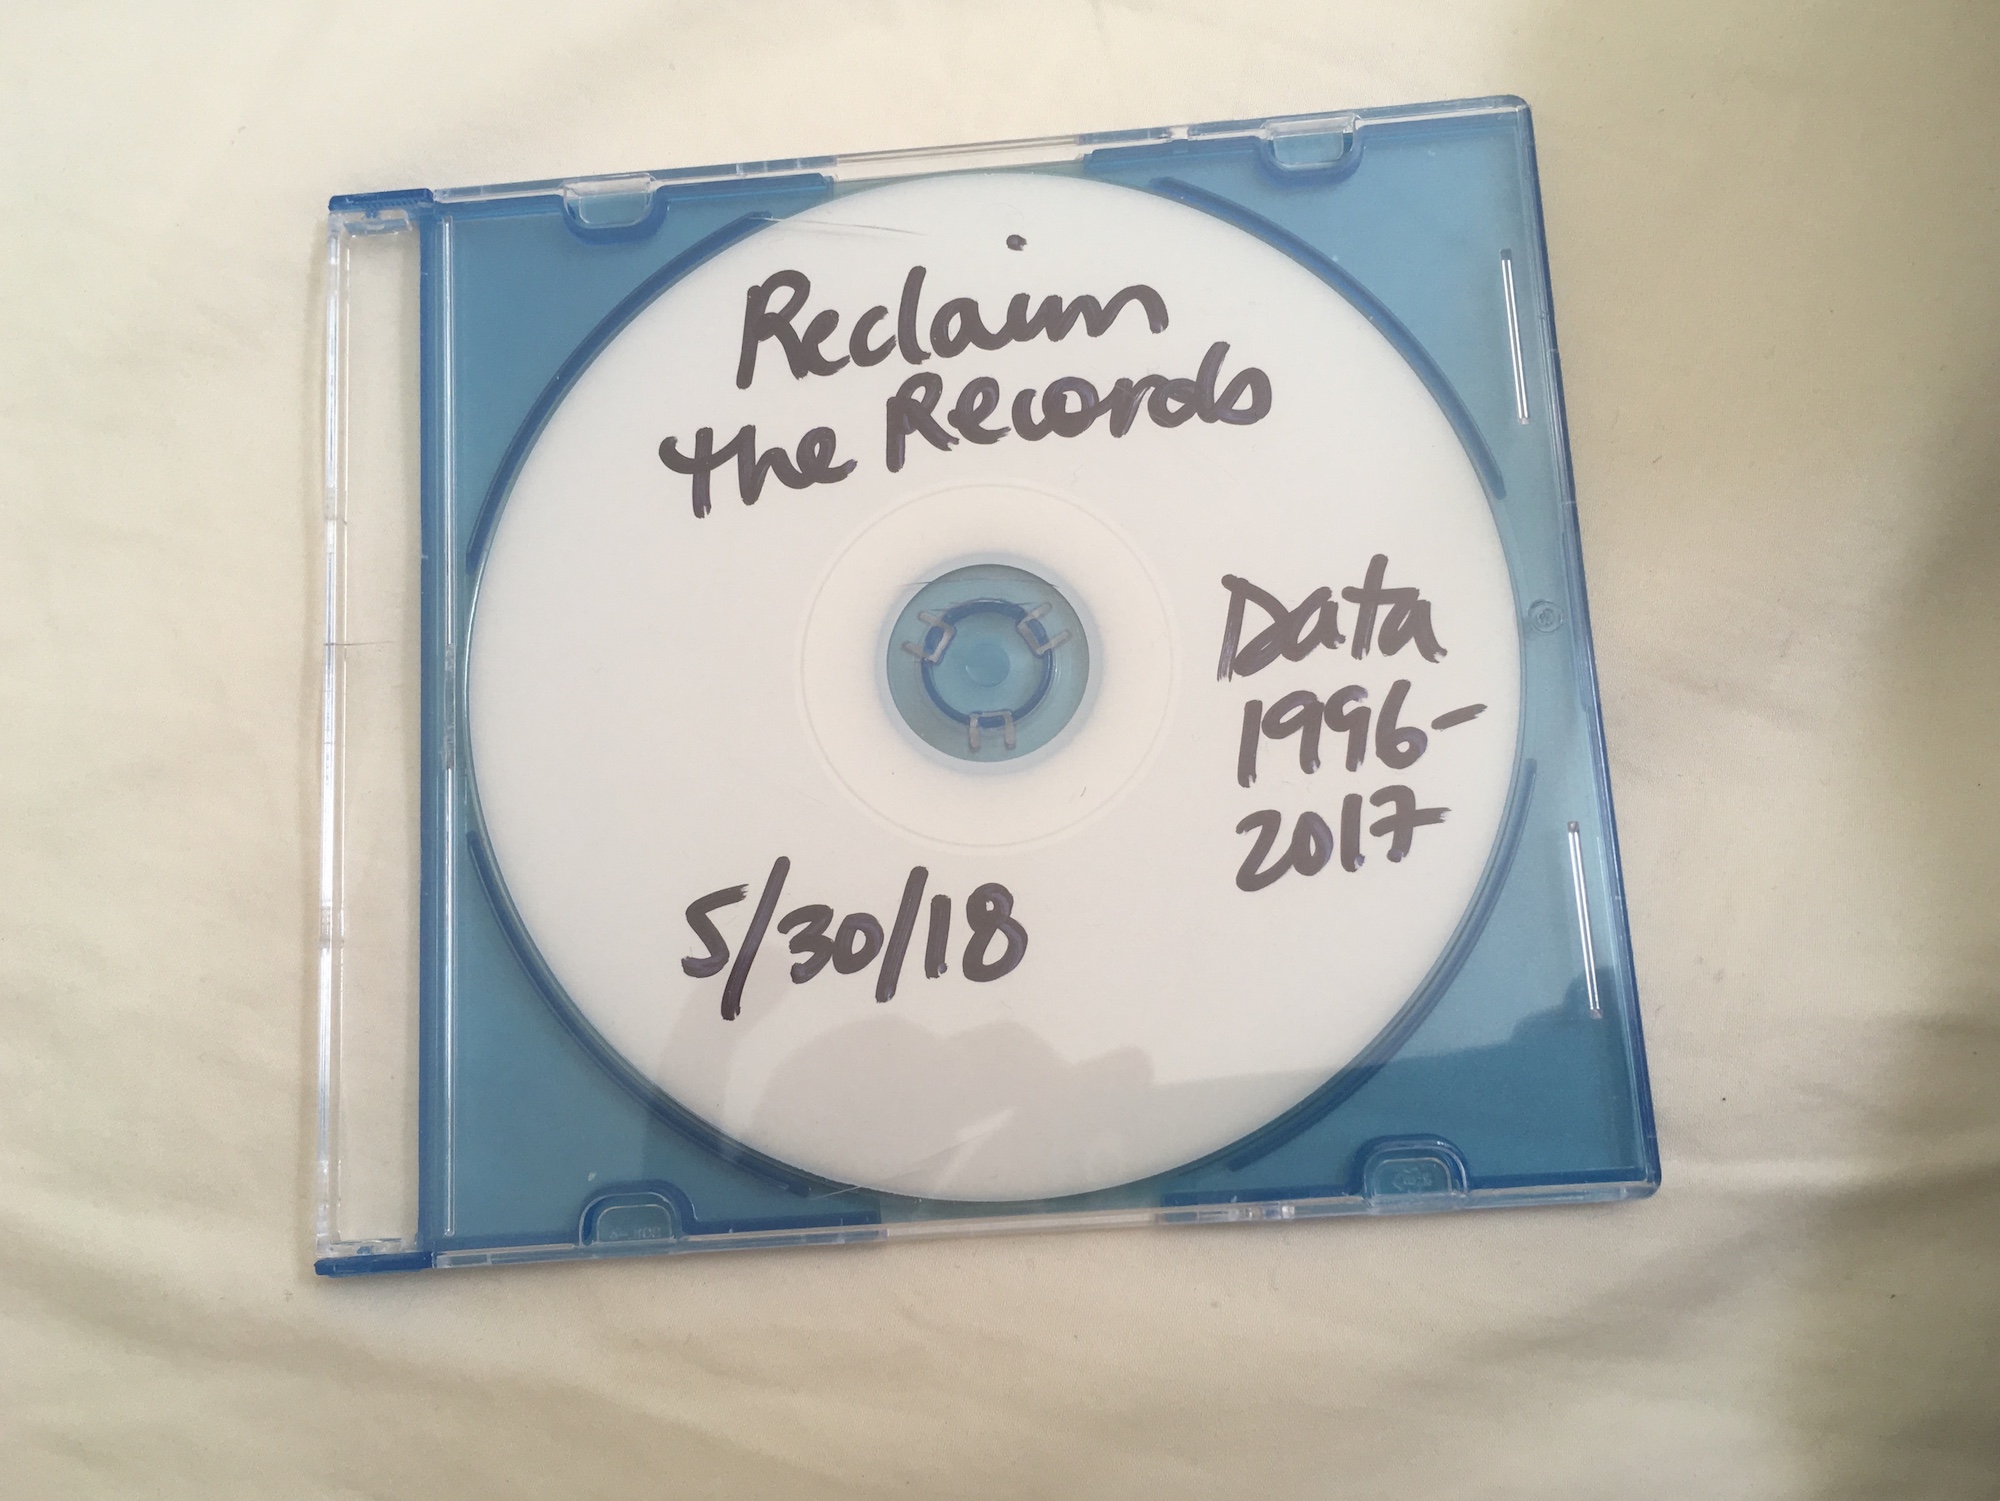 Reclaim
the Records
Data
1996-
2017
5/30/18